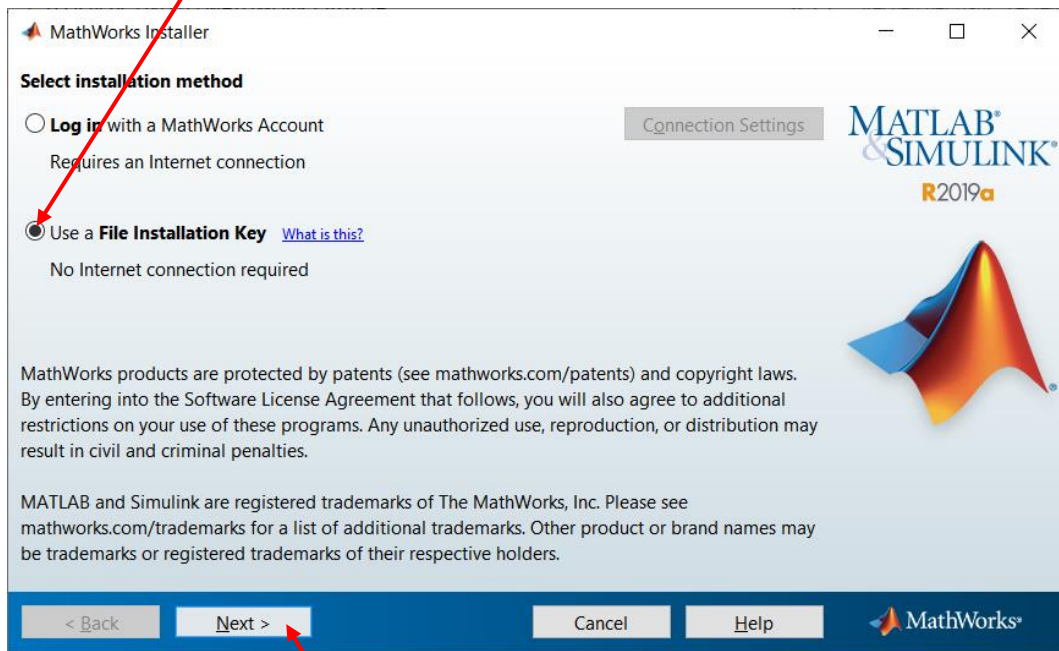 MathWorks Installer
Select installation method
Log in with a MathWorks Account
Connection Settings
Requires an Internet connection
MATLAB®
&SIMULINK®
R2019a
Use a File Installation Key What is this?
No Internet connection required
MathWorks products are protected by patents (see mathworks.com/patents) and copyright laws.
By entering into the Software License Agreement that follows, you will also agree to additional
restrictions on your use of these programs. Any unauthorized use, reproduction, or distribution may
result in civil and criminal penalties.
MATLAB and Simulink are registered trademarks of The MathWorks, Inc. Please see
mathworks.com/trademarks for a list of additional trademarks. Other product or brand names may
be trademarks or registered trademarks of their respective holders.
< Back Next > Cancel Help MathWorks®